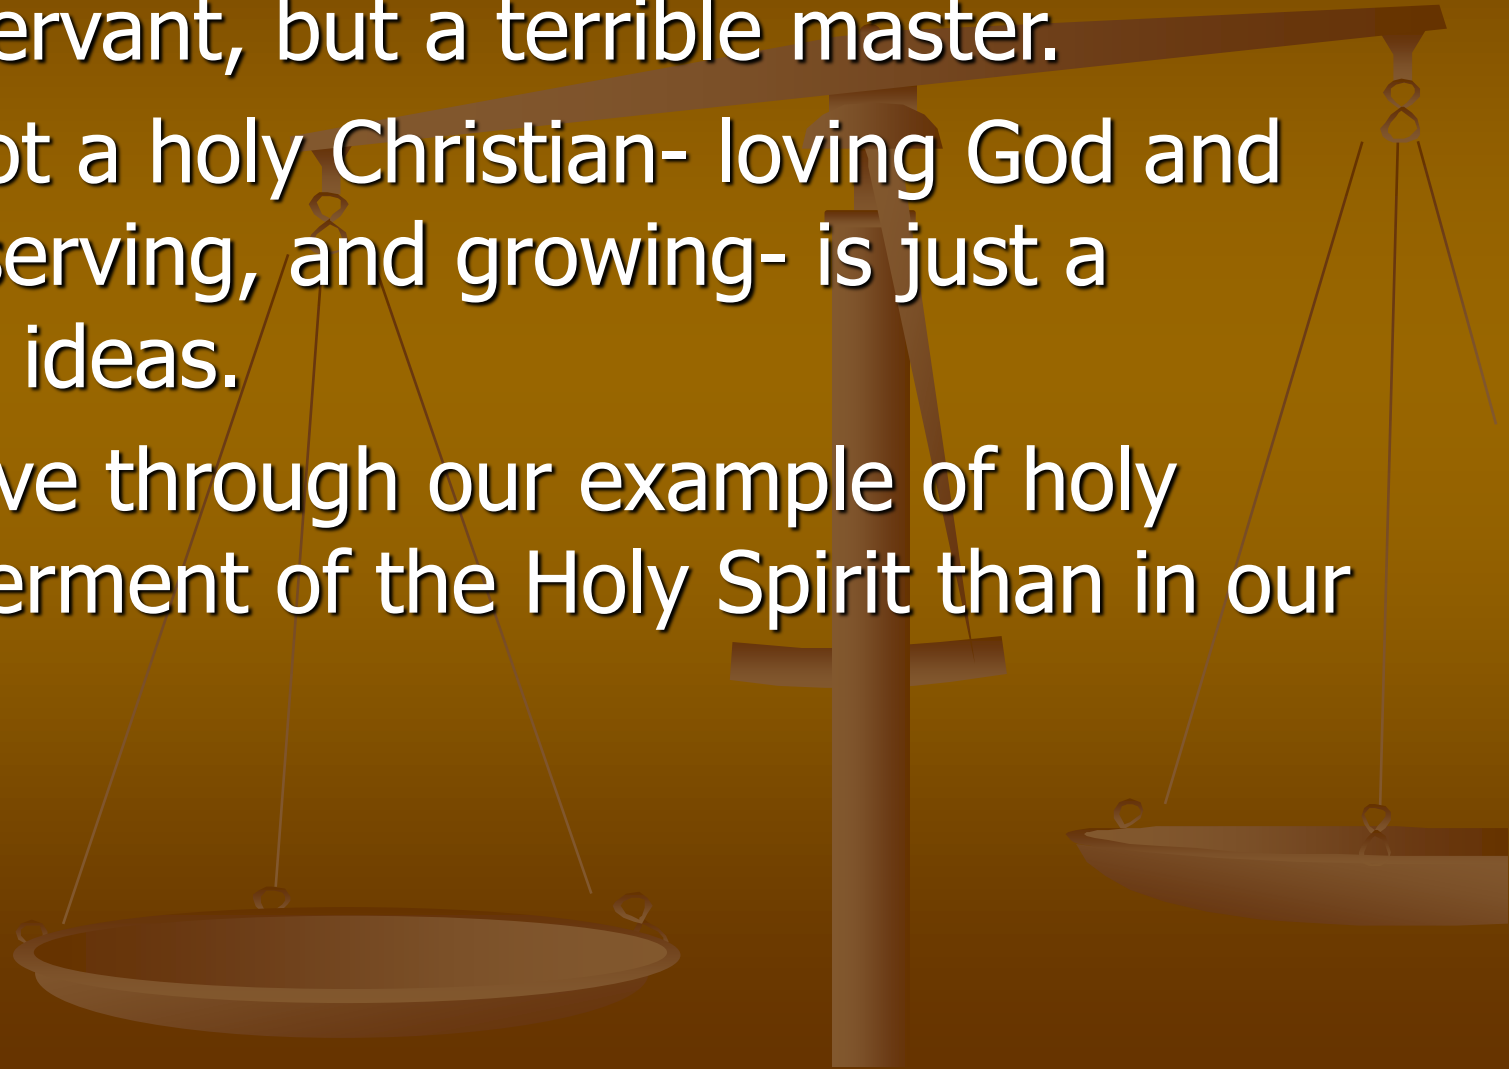 ervant, but a terrible master.
ot a holy Christian- loving God and
serving, and growing- is just a
ideas.
ve through our example of holy
erment of the Holy Spirit than in our